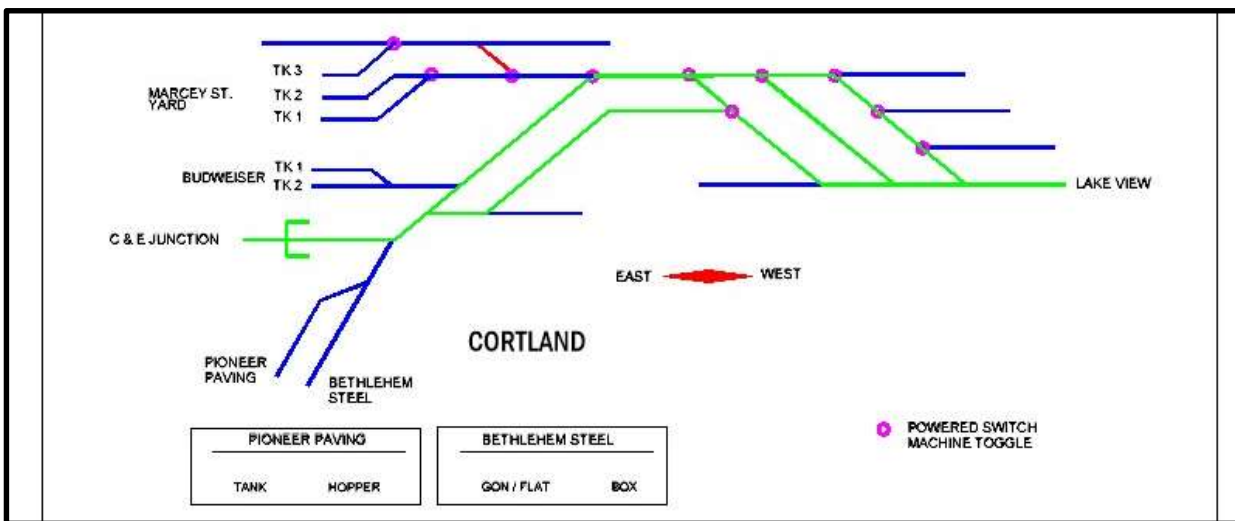 TK 3
MARCEY ST.
YARD
TK 2
TK 1
BUDWEISER
TK 1
TK 2
LAKE VIEW
C & E JUNCTION
EAST
WEST
CORTLAND
PIONEER
PAVING
BETHLEHEM
STEEL
POWERED SWITCH
MACHINE TOGGLE
PIONEER PAVING
TANK HOPPER
BETHLEHEM STEEL
GON / FLAT BOX